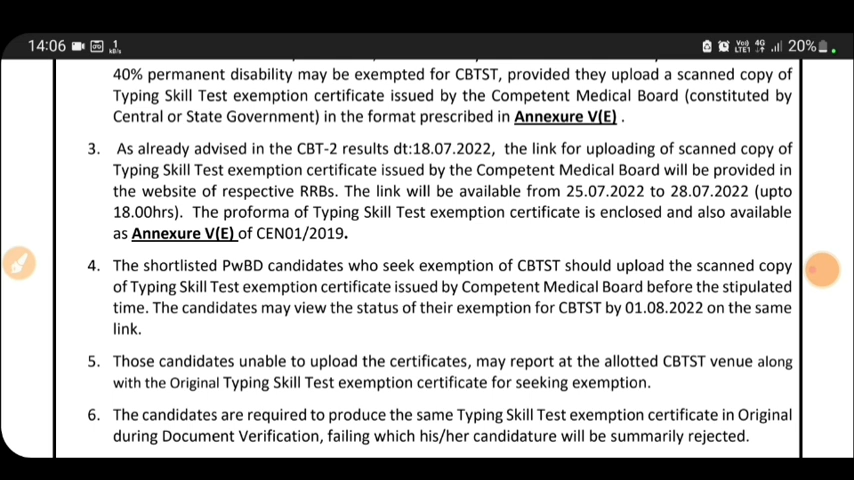 14:06 1 kB/s Vo) LTE1 4G 20%
40% permanent disability may be exempted for CBTST, provided they upload a scanned copy of
Typing Skill Test exemption certificate issued by the Competent Medical Board (constituted by
Central or State Government) in the format prescribed in Annexure V(E) .
3. As already advised in the CBT-2 results dt:18.07.2022, the link for uploading of scanned copy of
Typing Skill Test exemption certificate issued by the Competent Medical Board will be provided in
the website of respective RRBs. The link will be available from 25.07.2022 to 28.07.2022 (upto
18.00hrs). The proforma of Typing Skill Test exemption certificate is enclosed and also available
as Annexure V(E) of CEN01/2019.
4. The shortlisted PwBD candidates who seek exemption of CBTST should upload the scanned copy
of Typing Skill Test exemption certificate issued by Competent Medical Board before the stipulated
time. The candidates may view the status of their exemption for CBTST by 01.08.2022 on the same
link.
5. Those candidates unable to upload the certificates, may report at the allotted CBTST venue along
with the Original Typing Skill Test exemption certificate for seeking exemption.
6. The candidates are required to produce the same Typing Skill Test exemption certificate in Original
during Document Verification, failing which his/her candidature will be summarily rejected.